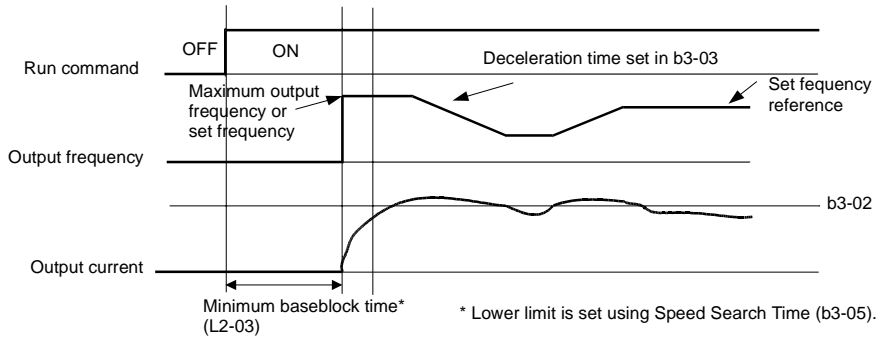 OFF
ON
Run command
Deceleration time set in b3-03
Maximum output
frequency or
set frequency
Set fequency
reference
Output frequency
b3-02
Output current
Minimum baseblock time*
(L2-03)
* Lower limit is set using Speed Search Time (b3-05).